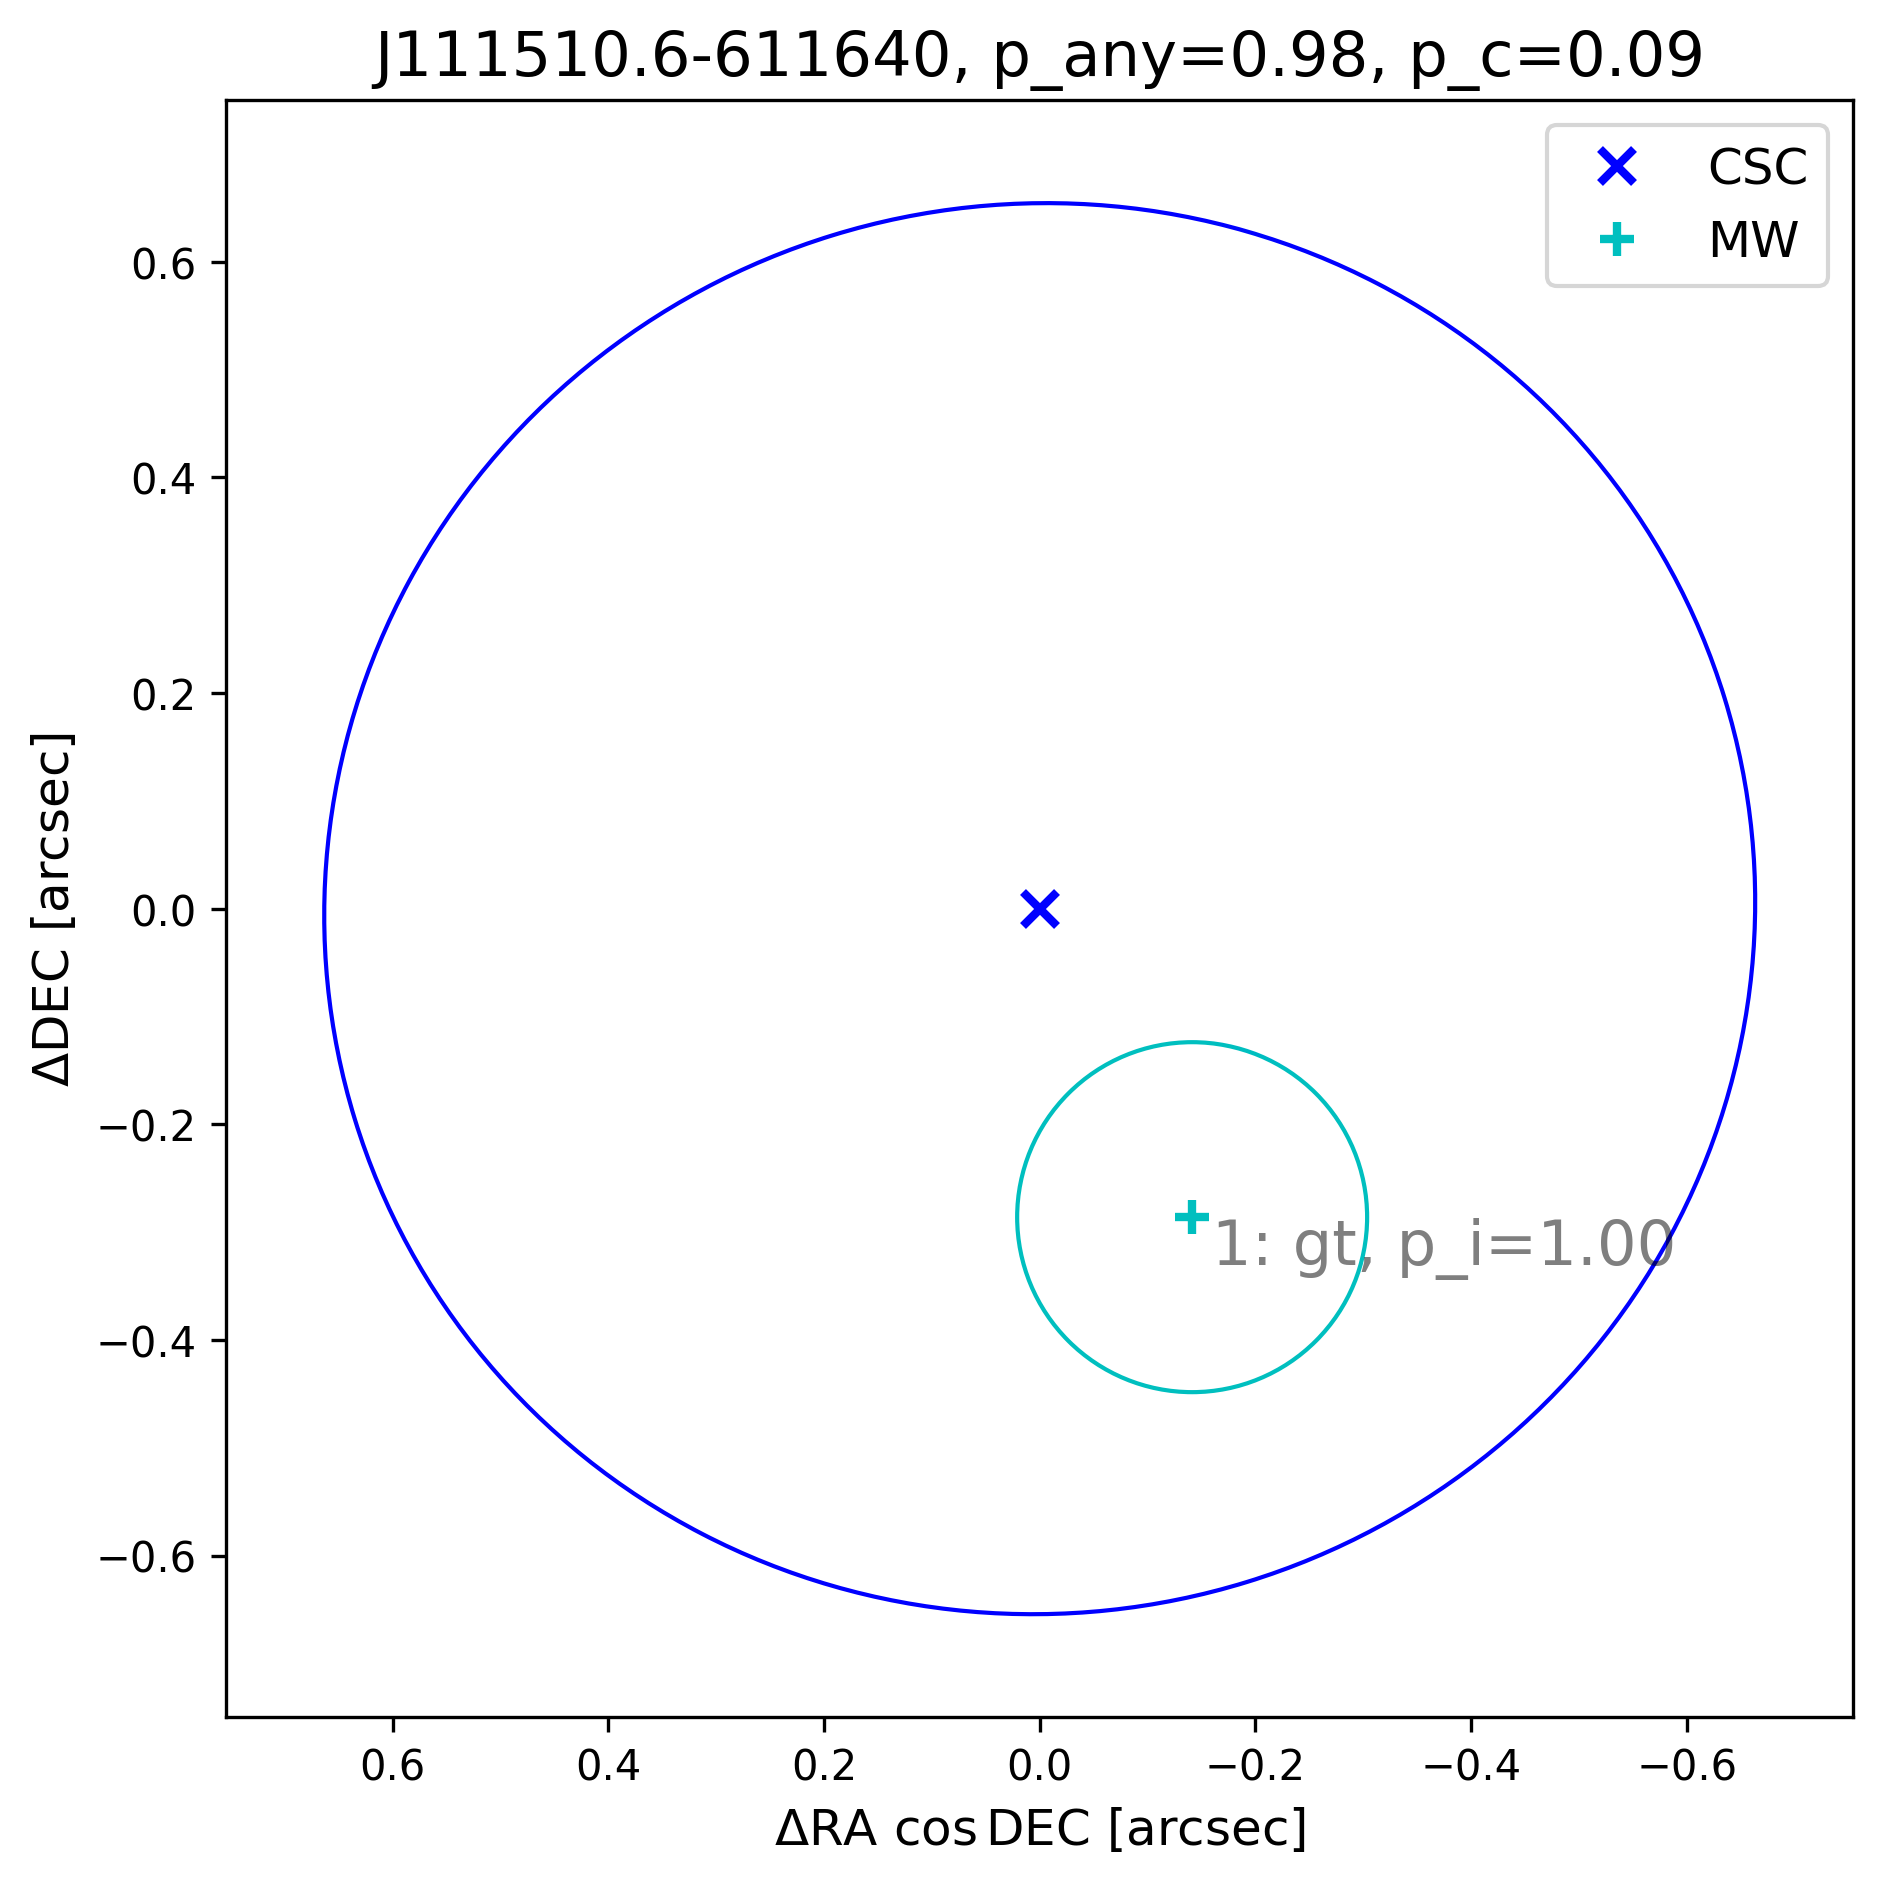 J111510.6-611640, p_any=0.98, p_c=0.09
CSC
MW
0.6
0.4
0.2
0.0
−0.2
−0.4
−0.6
ΔDEC [arcsec]
1: gt, p_i=1.00
0.6 0.4 0.2 0.0 −0.2 −0.4 −0.6
ΔRA cos DEC [arcsec]